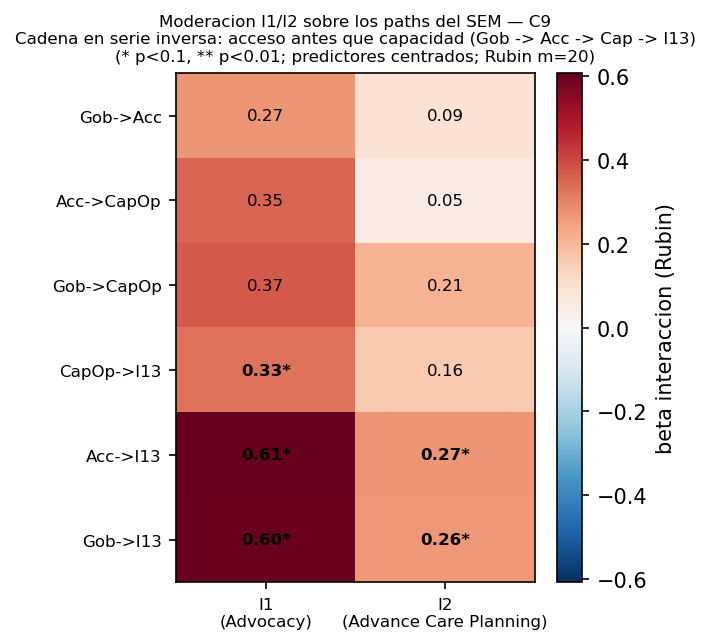 Moderacion I1/I2 sobre los paths del SEM — C9
Cadena en serie inversa: acceso antes que capacidad (Gob -> Acc -> Cap -> I13)
(* p<0.1, ** p<0.01; predictores centrados; Rubin m=20)
Gob->Acc 0.27 0.09
Acc->CapOp 0.35 0.05
Gob->CapOp 0.37 0.21
CapOp->I13 0.33* 0.16
Acc->I13 0.61* 0.27*
Gob->I13 0.60* 0.26*
I1 I2
(Advocacy) (Advance Care Planning)
0.6
0.4
0.2
0.0
−0.2
−0.4
−0.6
beta interaccion (Rubin)